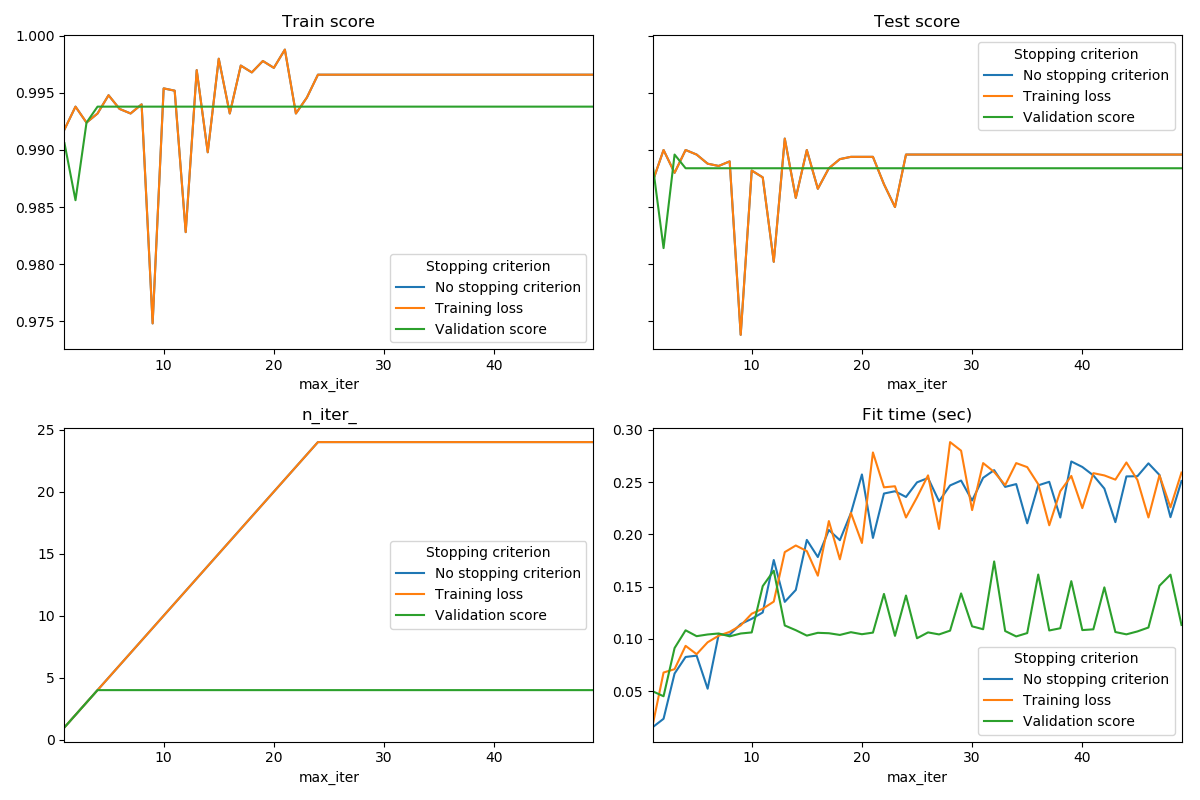 Train score
1.000
0.995
0.990
0.985
0.980
0.975
Stopping criterion
No stopping criterion
Training loss
Validation score
10
20
30
40
max_iter
Test score
Stopping criterion
No stopping criterion
Training loss
Validation score
10
20
30
40
max_iter
n_iter_
25
20
15
10
5
0
Stopping criterion
No stopping criterion
Training loss
Validation score
10
20
30
40
max_iter
Fit time (sec)
0.30
0.25
0.20
0.15
0.10
0.05
Stopping criterion
No stopping criterion
Training loss
Validation score
10
20
30
40
max_iter